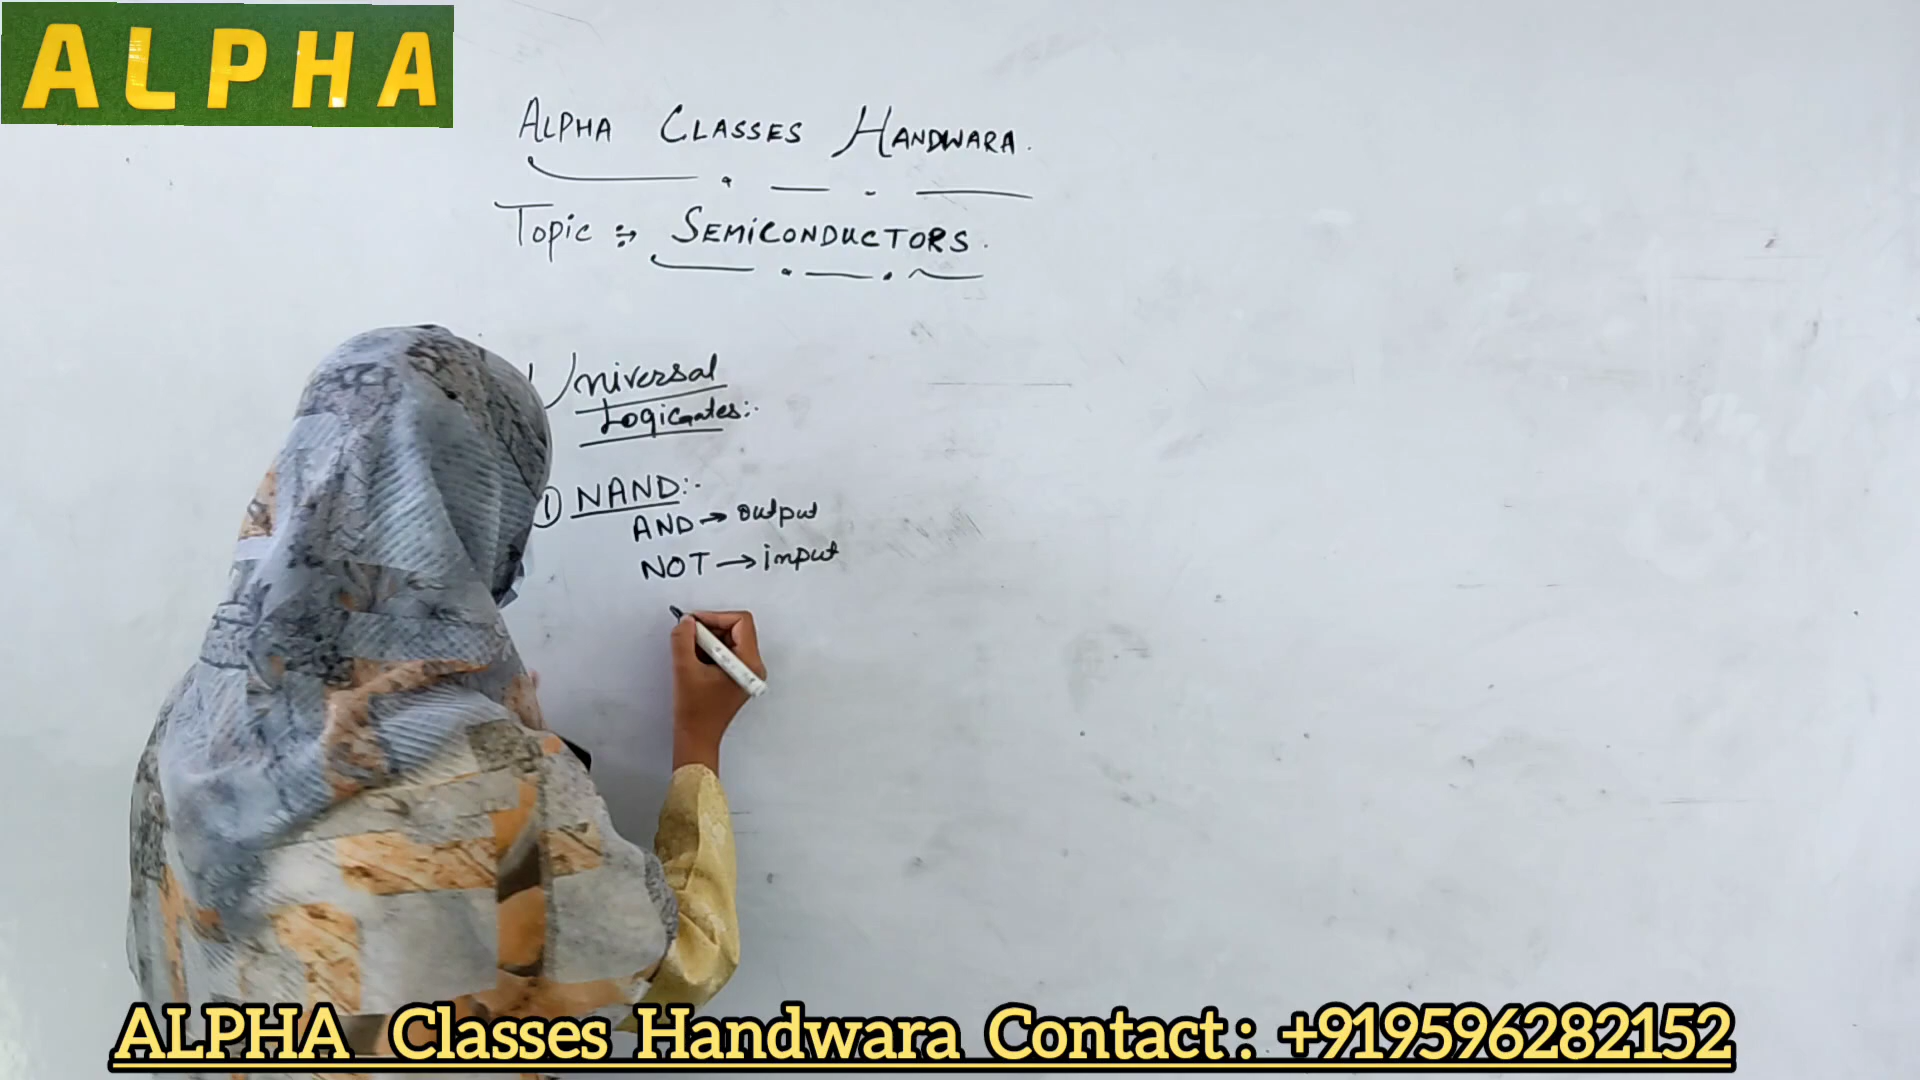 ALPHA
ALPHA CLASSES HANDWARA.
Topic :→ SEMICONDUCTORS.
Universal
Logicgates:-
① NAND:-
AND → output
NOT → input
ALPHA Classes Handwara Contact : +919596282152